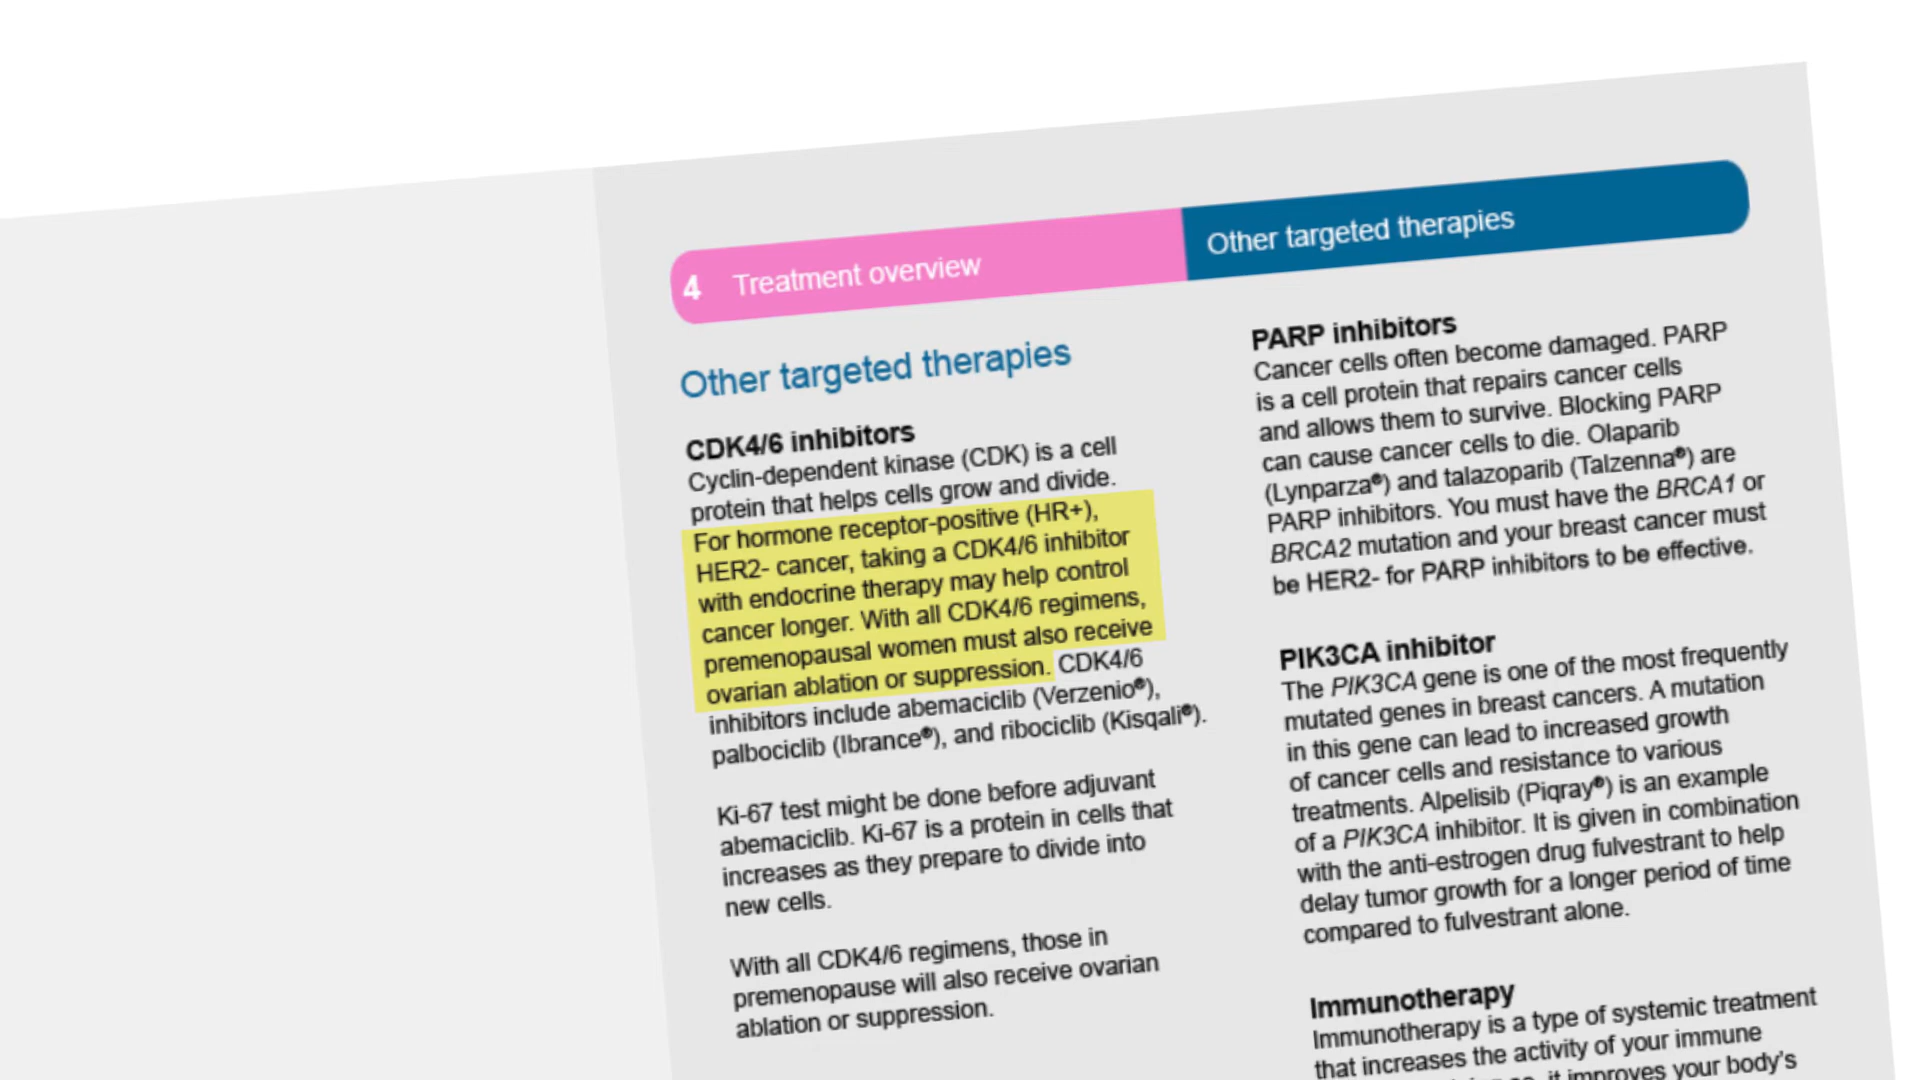 4 Treatment overview
Other targeted therapies
Other targeted therapies
CDK4/6 inhibitors
Cyclin-dependent kinase (CDK) is a cell
protein that helps cells grow and divide.
For hormone receptor-positive (HR+),
HER2- cancer, taking a CDK4/6 inhibitor
with endocrine therapy may help control
cancer longer. With all CDK4/6 regimens,
premenopausal women must also receive
ovarian ablation or suppression. CDK4/6
inhibitors include abemaciclib (Verzenio®),
palbociclib (Ibrance®), and ribociclib (Kisqali®).
Ki-67 test might be done before adjuvant
abemaciclib. Ki-67 is a protein in cells that
increases as they prepare to divide into
new cells.
With all CDK4/6 regimens, those in
premenopause will also receive ovarian
ablation or suppression.
PARP inhibitors
Cancer cells often become damaged. PARP
is a cell protein that repairs cancer cells
and allows them to survive. Blocking PARP
can cause cancer cells to die. Olaparib
(Lynparza®) and talazoparib (Talzenna®) are
PARP inhibitors. You must have the BRCA1 or
BRCA2 mutation and your breast cancer must
be HER2- for PARP inhibitors to be effective.
PIK3CA inhibitor
The PIK3CA gene is one of the most frequently
mutated genes in breast cancers. A mutation
in this gene can lead to increased growth
of cancer cells and resistance to various
treatments. Alpelisib (Piqray®) is an example
of a PIK3CA inhibitor. It is given in combination
with the anti-estrogen drug fulvestrant to help
delay tumor growth for a longer period of time
compared to fulvestrant alone.
Immunotherapy
Immunotherapy is a type of systemic treatment
that increases the activity of your immune
it improves your body's